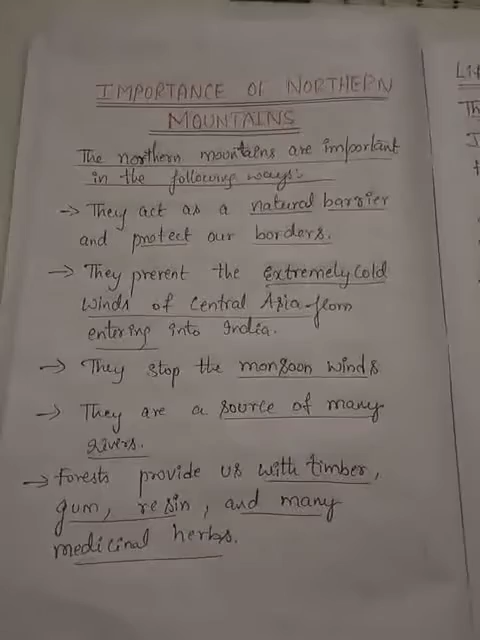 IMPORTANCE OF NORTHERN
MOUNTAINS
The northern mountains are important
in the following ways:
→ They act as a natural barrier
and protect our borders.
→ They prevent the extremely cold
winds of Central Asia from
entering into India.
→ They stop the monsoon winds
→ They are a source of many
rivers.
→ Forests provide us with timber,
gum, resin, and many
medicinal herbs.